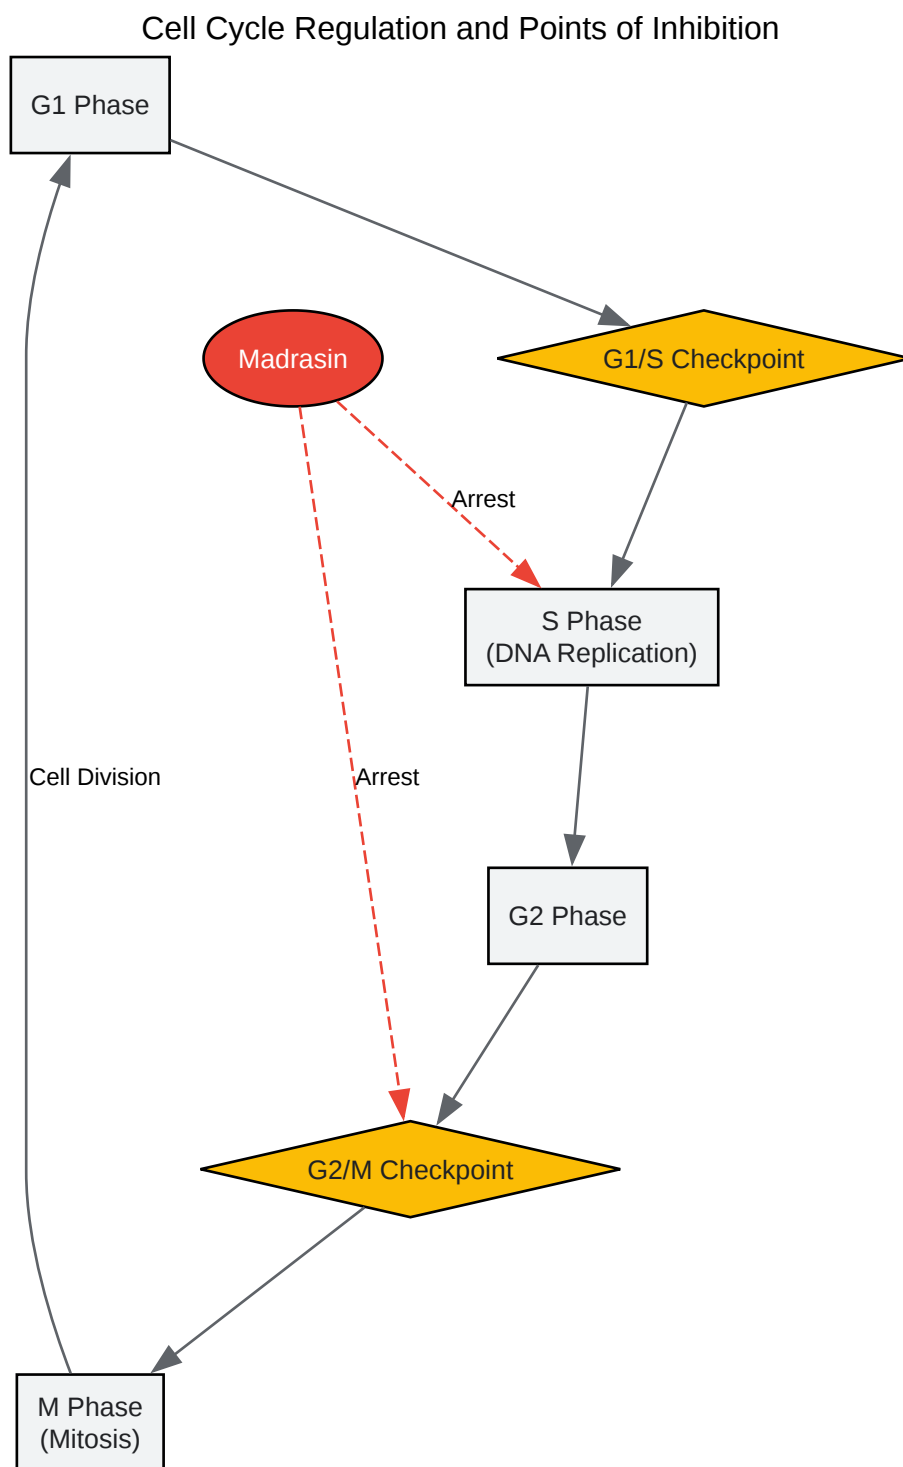 Cell Cycle Regulation and Points of Inhibition
G1 Phase
Madrasin
G1/S Checkpoint
Arrest
S Phase
(DNA Replication)
Cell Division
Arrest
G2 Phase
G2/M Checkpoint
M Phase
(Mitosis)